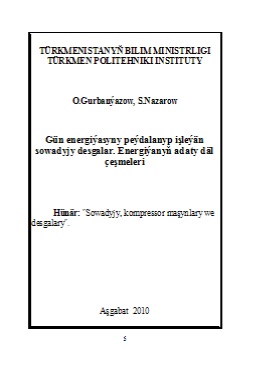 TÜRKMENISTANYŇ BILIM MINISTRLIGI
TÜRKMEN POLITEHNIKI INSTITUTY
O.Gurbanýazow, S.Nazarow
Gün energiýasyny peýdalanyp işleýän
sowadyjy desgalar. Energiýanyň adaty däl
çeşmeleri
Hünär: "Sowadyjy, kompressor maşynlary we
desgalary".
Aşgabat 2010
5